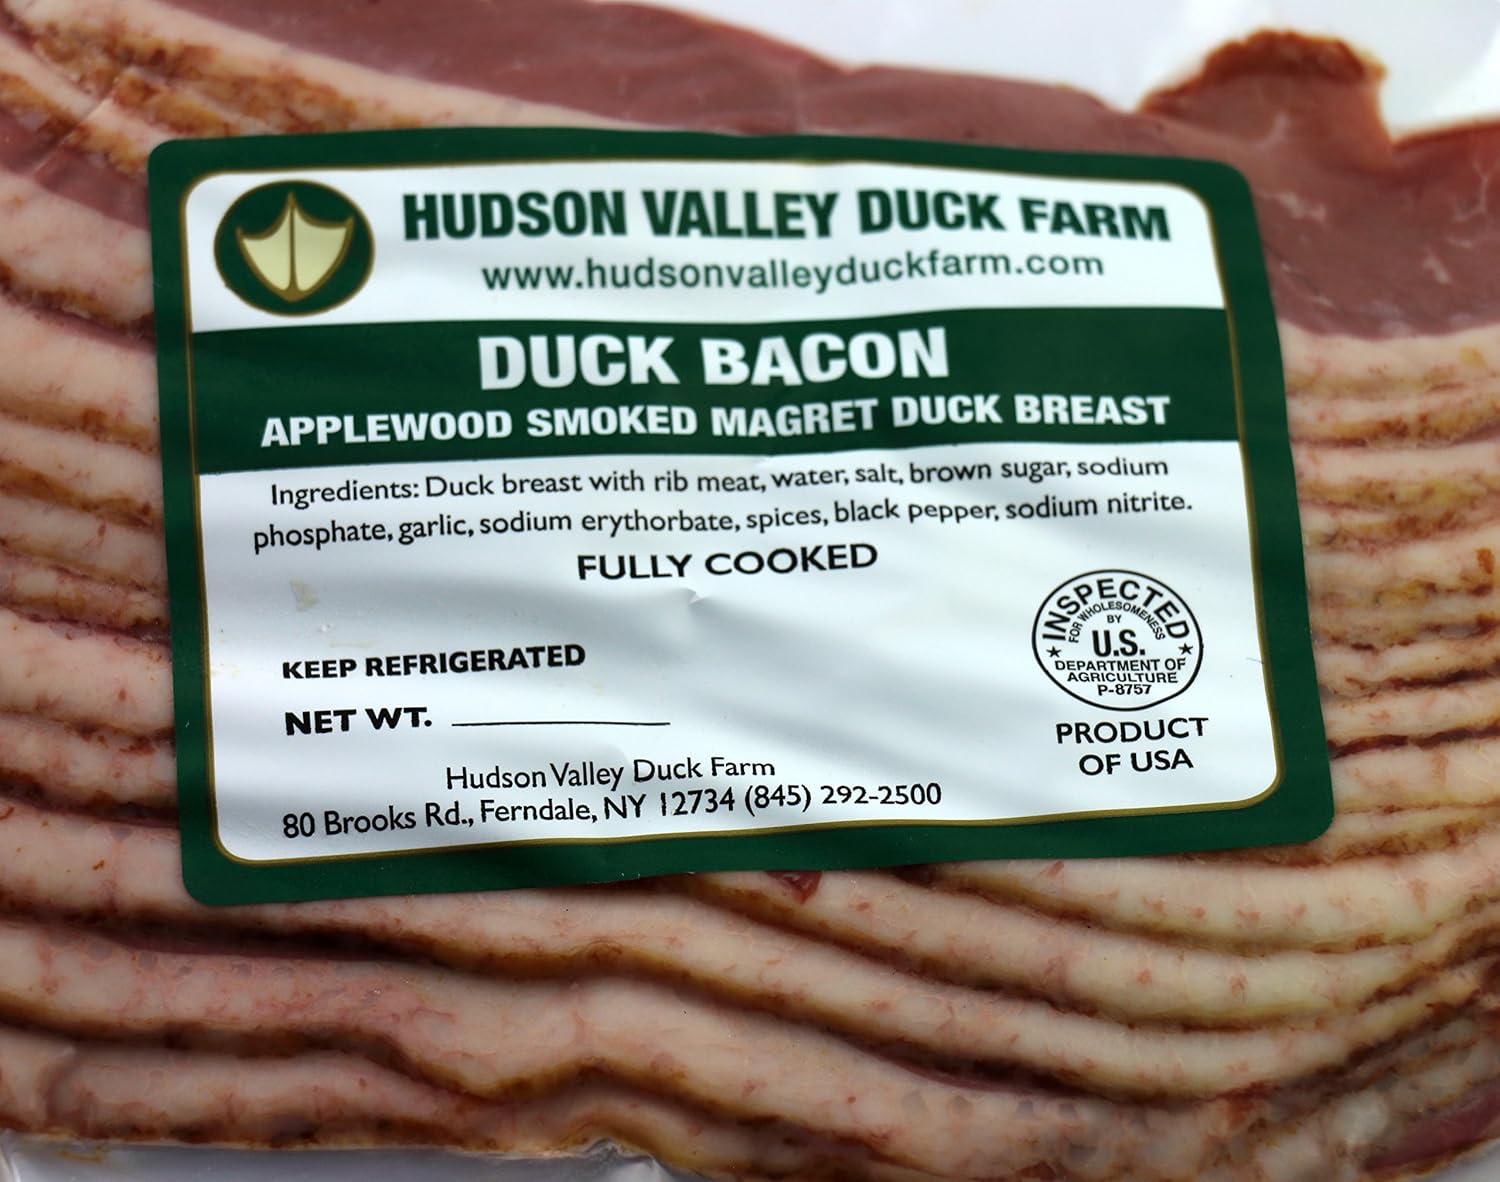 HUDSON VALLEY DUCK FARM
www.hudsonvalleyduckfarm.com
DUCK BACON
APPLEWOOD SMOKED MAGRET DUCK BREAST
Ingredients: Duck breast with rib meat, water, salt, brown sugar, sodium
phosphate, garlic, sodium erythorbate, spices, black pepper, sodium nitrite.
FULLY COOKED
KEEP REFRIGERATED
NET WT.
INSPECTED
FOR WHOLESOMENESS
BY
U.S.
DEPARTMENT OF
AGRICULTURE
P-8757
PRODUCT
OF USA
Hudson Valley Duck Farm
80 Brooks Rd., Ferndale, NY 12734 (845) 292-2500